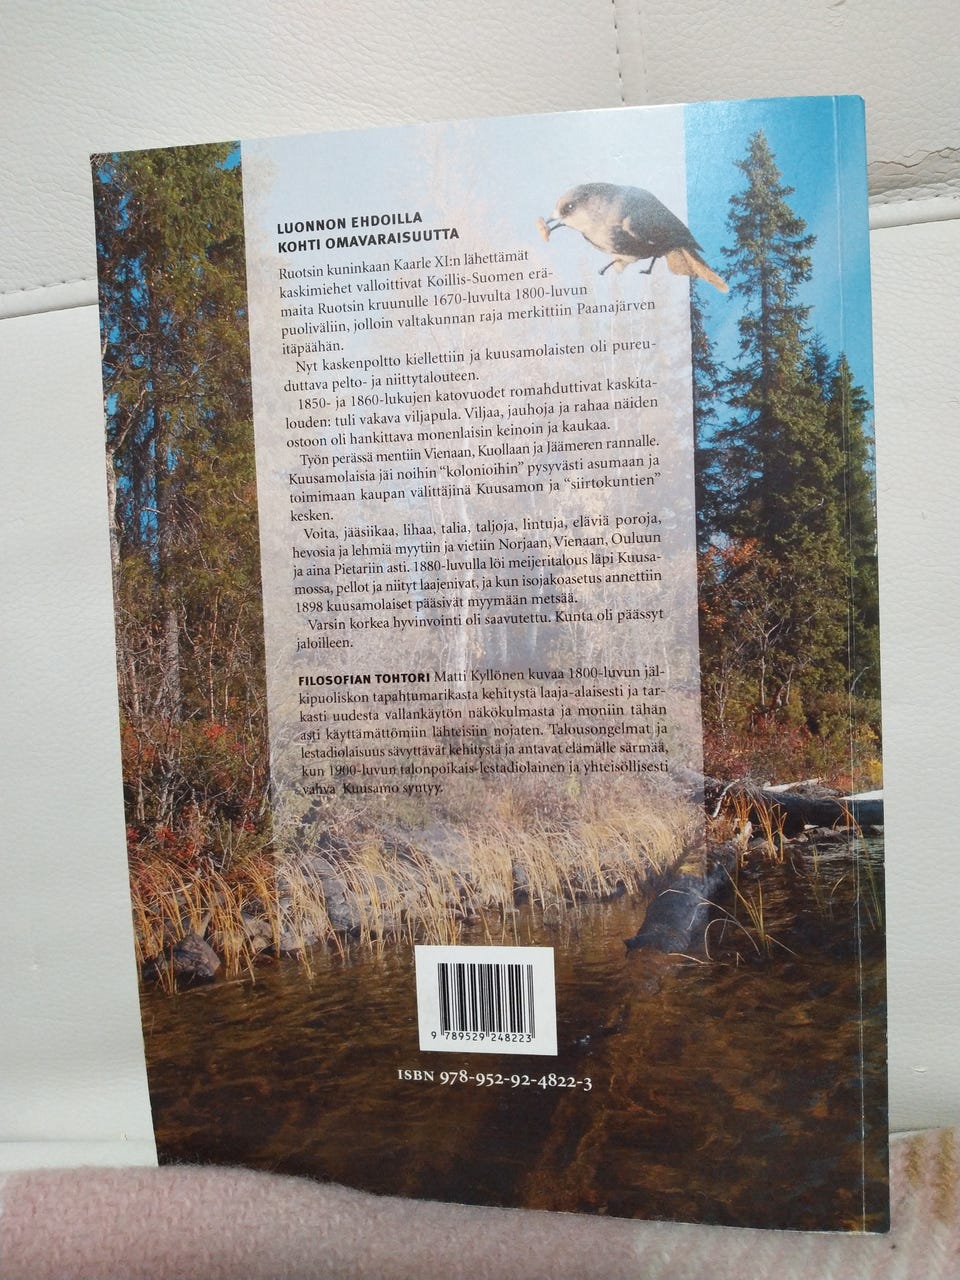 LUONNON EHDOILLA
KOHTI OMAVARAISUUTTA
Ruotsin kuninkaan Kaarle XI:n lähettämät
kaskimiehet valloittivat Koillis-Suomen erä-
maita Ruotsin kruunulle 1670-luvulta 1800-luvun
puoliväliin, jolloin valtakunnan raja merkittiin Paanajärven
itäpäähän.
Nyt kaskenpoltto kiellettiin ja kuusamolaisten oli pureu-
duttava pelto- ja niittytalouteen.
1850- ja 1860-lukujen katovuodet romahduttivat kaskita-
louden: tuli vakava viljapula. Viljaa, jauhoja ja rahaa näiden
ostoon oli hankittava monenlaisin keinoin ja kaukaa.
Työn perässä mentiin Vienaan, Kuollaan ja Jäämeren rannalle.
Kuusamolaisia jäi noihin “kolonioihin” pysyvästi asumaan ja
toimimaan kaupan välittäjinä Kuusamon ja “siirtokuntien”
kesken.
Voita, jääsiikaa, lihaa, talia, taljoja, lintuja, eläviä poroja,
hevosia ja lehmiä myytiin ja vietiin Norjaan, Vienaan, Ouluun
ja aina Pietariin asti. 1880-luvulla löi meijeritalous läpi Kuusa-
mossa, pellot ja niityt laajenivat, ja kun isojakoasetus annettiin
1898 kuusamolaiset pääsivät myymään metsää.
Varsin korkea hyvinvointi oli saavutettu. Kunta oli päässyt
jaloilleen.
FILOSOFIAN TOHTORI Matti Kyllönen kuvaa 1800-luvun jäl-
kipuoliskon tapahtumarikasta kehitystä laaja-alaisesti ja tar-
kasti uudesta vallankäytön näkökulmasta ja moniin tähän
asti käyttämättömiin lähteisiin nojaten. Talousongelmat ja
lestadiolaisuus sävyttävät kehitystä ja antavat elämälle särmää,
kun 1900-luvun talonpoikais-lestadiolainen ja yhteisöllisesti
vahva Kuusamo syntyy.
9 789529 248223
ISBN 978-952-92-4822-3